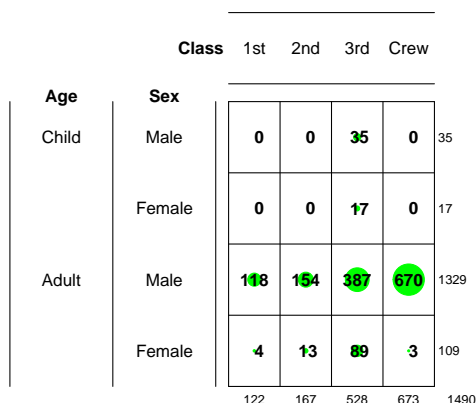 Class 1st 2nd 3rd Crew
Age Sex
Child Male 0 0 35 0 35
Female 0 0 17 0 17
Adult Male 118 154 387 670 1329
Female 4 13 89 3 109
122 167 528 673 1490